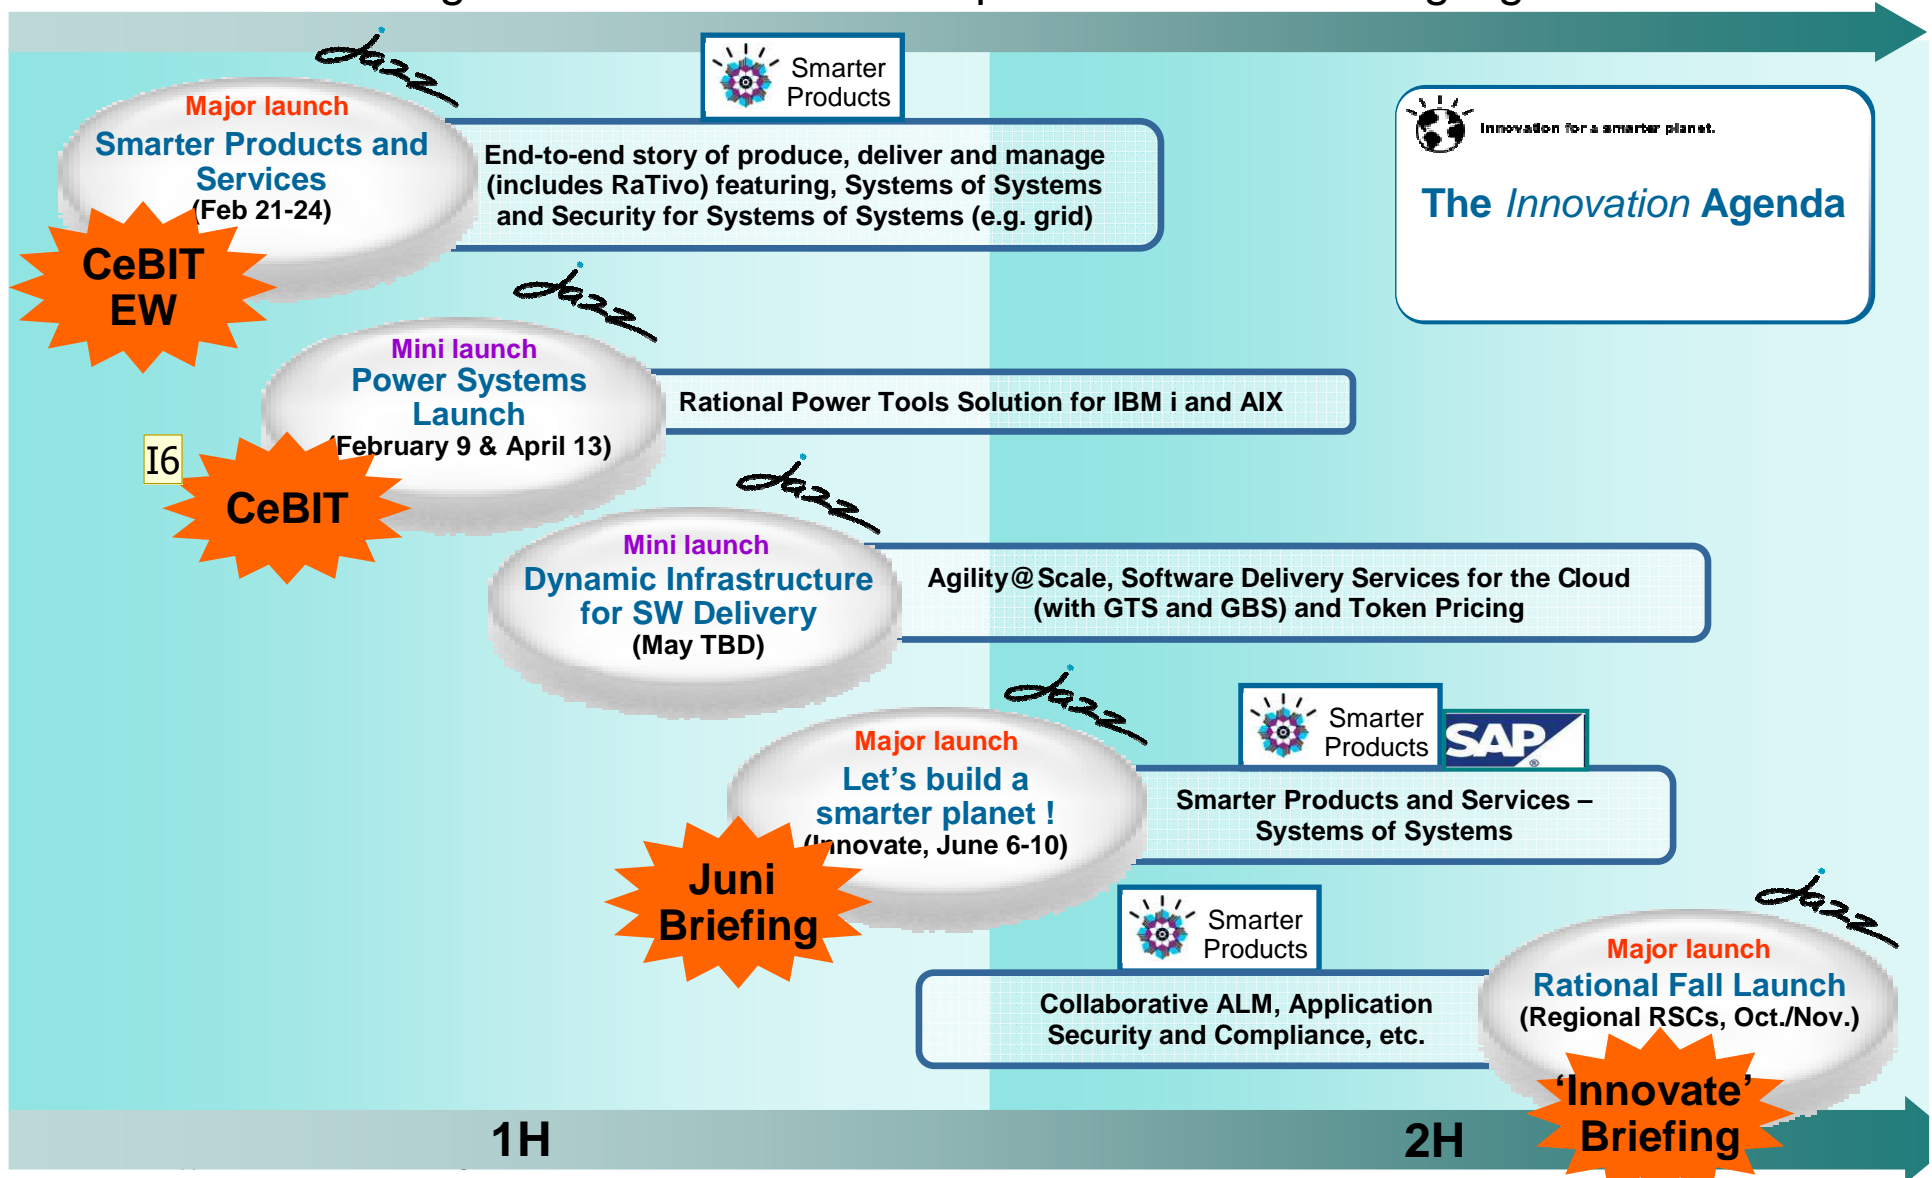 Jazz
Smarter
Products
Major launch
Smarter Products and
Services
(Feb 21-24)
CeBIT
EW
End-to-end story of produce, deliver and manage
(includes RaTivo) featuring, Systems of Systems
and Security for Systems of Systems (e.g. grid)
Innovation for a smarter planet.
The Innovation Agenda
Jazz
Mini launch
Power Systems
Launch
(February 9 & April 13)
I6
CeBIT
Rational Power Tools Solution for IBM i and AIX
Jazz
Mini launch
Dynamic Infrastructure
for SW Delivery
(May TBD)
Agility@Scale, Software Delivery Services for the Cloud
(with GTS and GBS) and Token Pricing
Jazz
Major launch
Let’s build a
smarter planet !
(Innovate, June 6-10)
Juni
Briefing
Smarter
Products
SAP®
Smarter Products and Services –
Systems of Systems
Smarter
Products
Collaborative ALM, Application
Security and Compliance, etc.
Jazz
Major launch
Rational Fall Launch
(Regional RSCs, Oct./Nov.)
‘Innovate’
Briefing
1H
2H